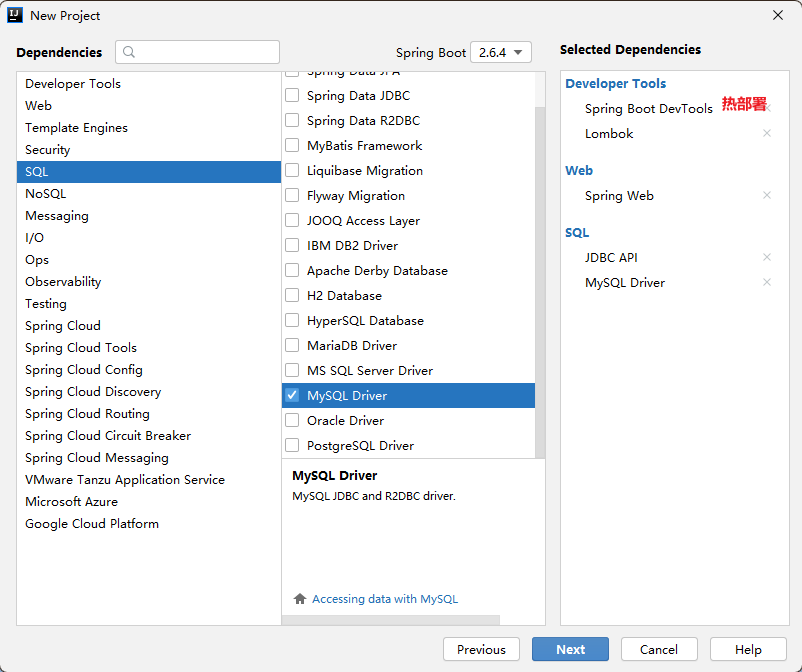 New Project
Dependencies
Spring Boot 2.6.4
Developer Tools
Web
Template Engines
Security
SQL
NoSQL
Messaging
I/O
Ops
Observability
Testing
Spring Cloud
Spring Cloud Tools
Spring Cloud Config
Spring Cloud Discovery
Spring Cloud Routing
Spring Cloud Circuit Breaker
Spring Cloud Messaging
VMware Tanzu Application Service
Microsoft Azure
Google Cloud Platform
Spring Data JPA
Spring Data JDBC
Spring Data R2DBC
MyBatis Framework
Liquibase Migration
Flyway Migration
JOOQ Access Layer
IBM DB2 Driver
Apache Derby Database
H2 Database
HyperSQL Database
MariaDB Driver
MS SQL Server Driver
MySQL Driver
Oracle Driver
PostgreSQL Driver
MySQL Driver
MySQL JDBC and R2DBC driver.
Accessing data with MySQL
Selected Dependencies
Developer Tools
Spring Boot DevTools 热部署
Lombok
Web
Spring Web
SQL
JDBC API
MySQL Driver
Previous
Next
Cancel
Help